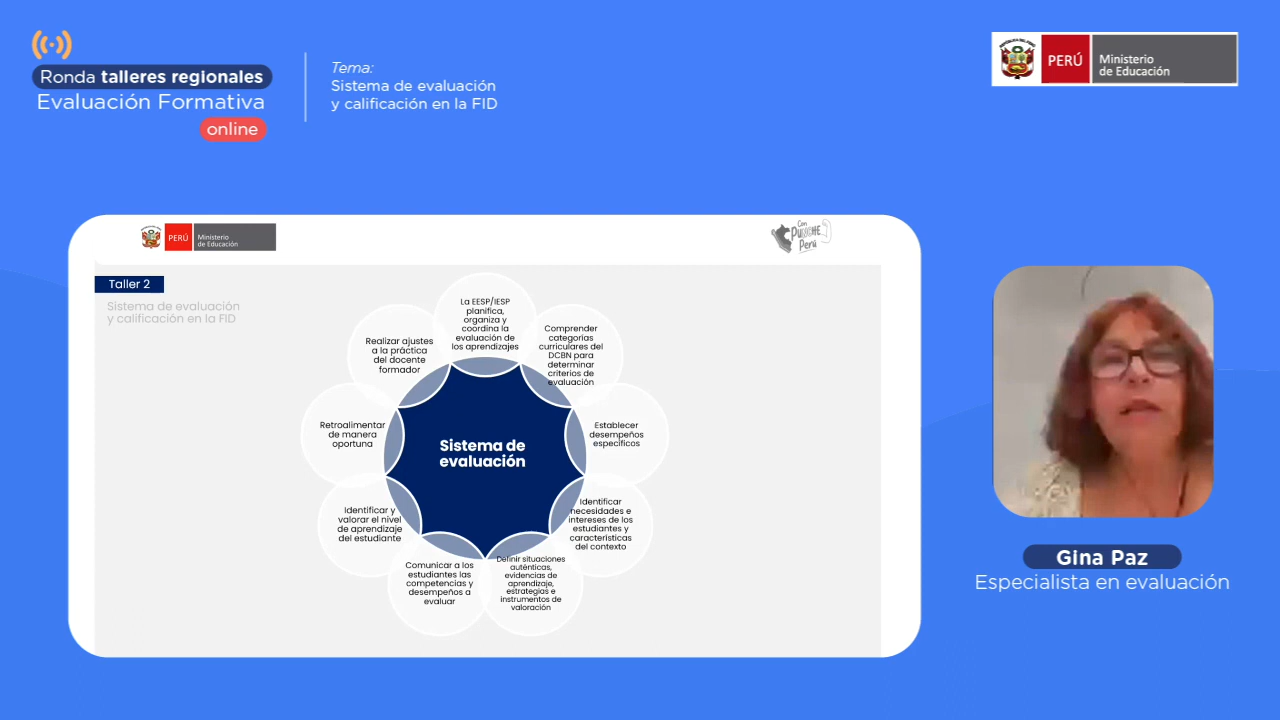 Ronda talleres regionales
Evaluación Formativa
online
Tema:
Sistema de evaluación
y calificación en la FID
PERÚ
Ministerio
de Educación
PERÚ
Ministerio
de Educación
Con
PUNCHE
Perú
Taller 2
Sistema de evaluación
y calificación en la FID
La EESP/IESP
planifica,
organiza y
coordina la
evaluación de
los aprendizajes
Comprender
categorías
curriculares del
DCBN para
determinar
criterios de
evaluación
Establecer
desempeños
específicos
Identificar
necesidades e
intereses de los
estudiantes y
características
del contexto
Definir situaciones
auténticas,
evidencias de
aprendizaje,
estrategias e
instrumentos de
valoración
Comunicar a los
estudiantes las
competencias y
desempeños a
evaluar
Identificar y
valorar el nivel
de aprendizaje
del estudiante
Retroalimentar
de manera
oportuna
Realizar ajustes
a la práctica
del docente
formador
Sistema de
evaluación
Gina Paz
Especialista en evaluación